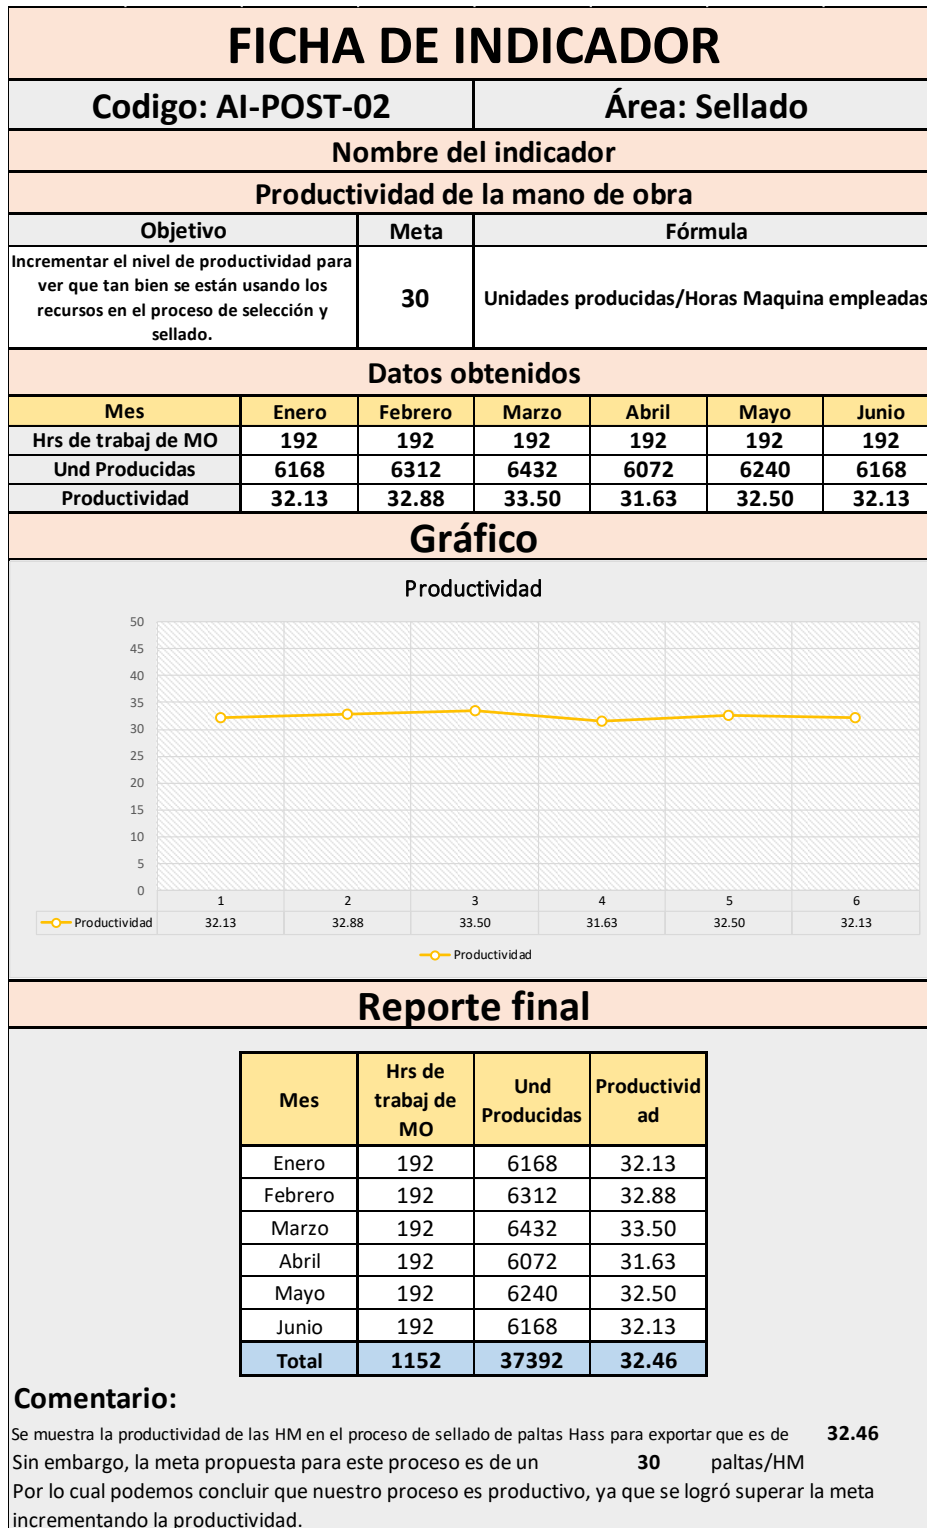 FICHA DE INDICADOR
Codigo: AI-POST-02 Área: Sellado
Nombre del indicador
Productividad de la mano de obra
Objetivo Meta Fórmula
Incrementar el nivel de productividad para
ver que tan bien se están usando los
recursos en el proceso de selección y
sellado.
30
Unidades producidas/Horas Maquina empleadas
Datos obtenidos
Mes Enero Febrero Marzo Abril Mayo Junio
Hrs de trabaj de MO 192 192 192 192 192 192
Und Producidas 6168 6312 6432 6072 6240 6168
Productividad 32.13 32.88 33.50 31.63 32.50 32.13
Gráfico
Productividad
50
45
40
35
30
25
20
15
10
5
0
1 2 3 4 5 6
Productividad 32.13 32.88 33.50 31.63 32.50 32.13
Productividad
Reporte final
Mes
Hrs de
trabaj de
MO
Und
Producidas
Productivid
ad
Enero 192 6168 32.13
Febrero 192 6312 32.88
Marzo 192 6432 33.50
Abril 192 6072 31.63
Mayo 192 6240 32.50
Junio 192 6168 32.13
Total 1152 37392 32.46
Comentario:
Se muestra la productividad de las HM en el proceso de sellado de paltas Hass para exportar que es de 32.46
Sin embargo, la meta propuesta para este proceso es de un 30 paltas/HM
Por lo cual podemos concluir que nuestro proceso es productivo, ya que se logró superar la meta
incrementando la productividad.